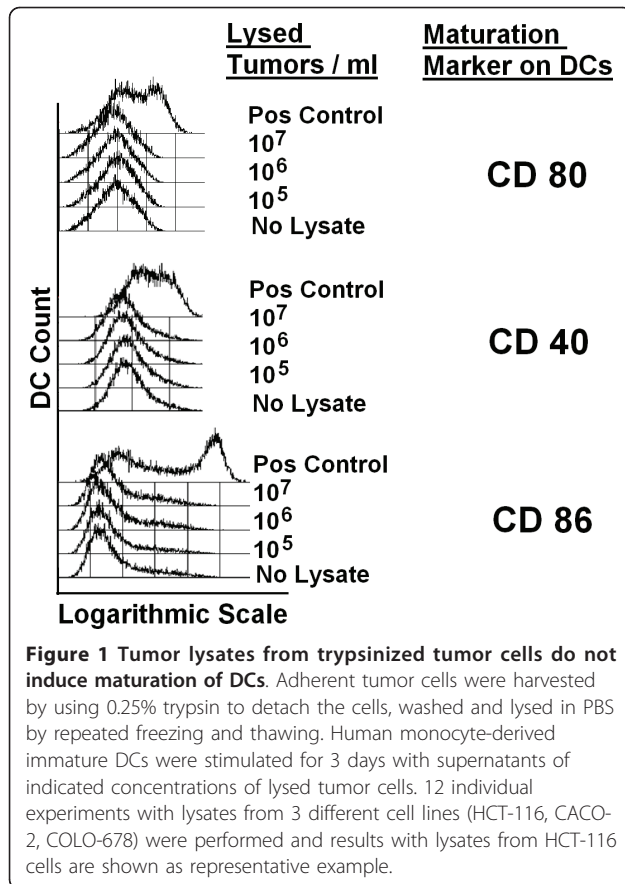 Lysed
Tumors / ml
Maturation
Marker on DCs
Pos Control
10⁷
10⁶
10⁵
No Lysate
CD 80
Pos Control
10⁷
10⁶
10⁵
No Lysate
CD 40
Pos Control
10⁷
10⁶
10⁵
No Lysate
CD 86
DC Count
Logarithmic Scale
Figure 1 Tumor lysates from trypsinized tumor cells do not
induce maturation of DCs. Adherent tumor cells were harvested
by using 0.25% trypsin to detach the cells, washed and lysed in PBS
by repeated freezing and thawing. Human monocyte-derived
immature DCs were stimulated for 3 days with supernatants of
indicated concentrations of lysed tumor cells. 12 individual
experiments with lysates from 3 different cell lines (HCT-116, CACO-
2, COLO-678) were performed and results with lysates from HCT-116
cells are shown as representative example.